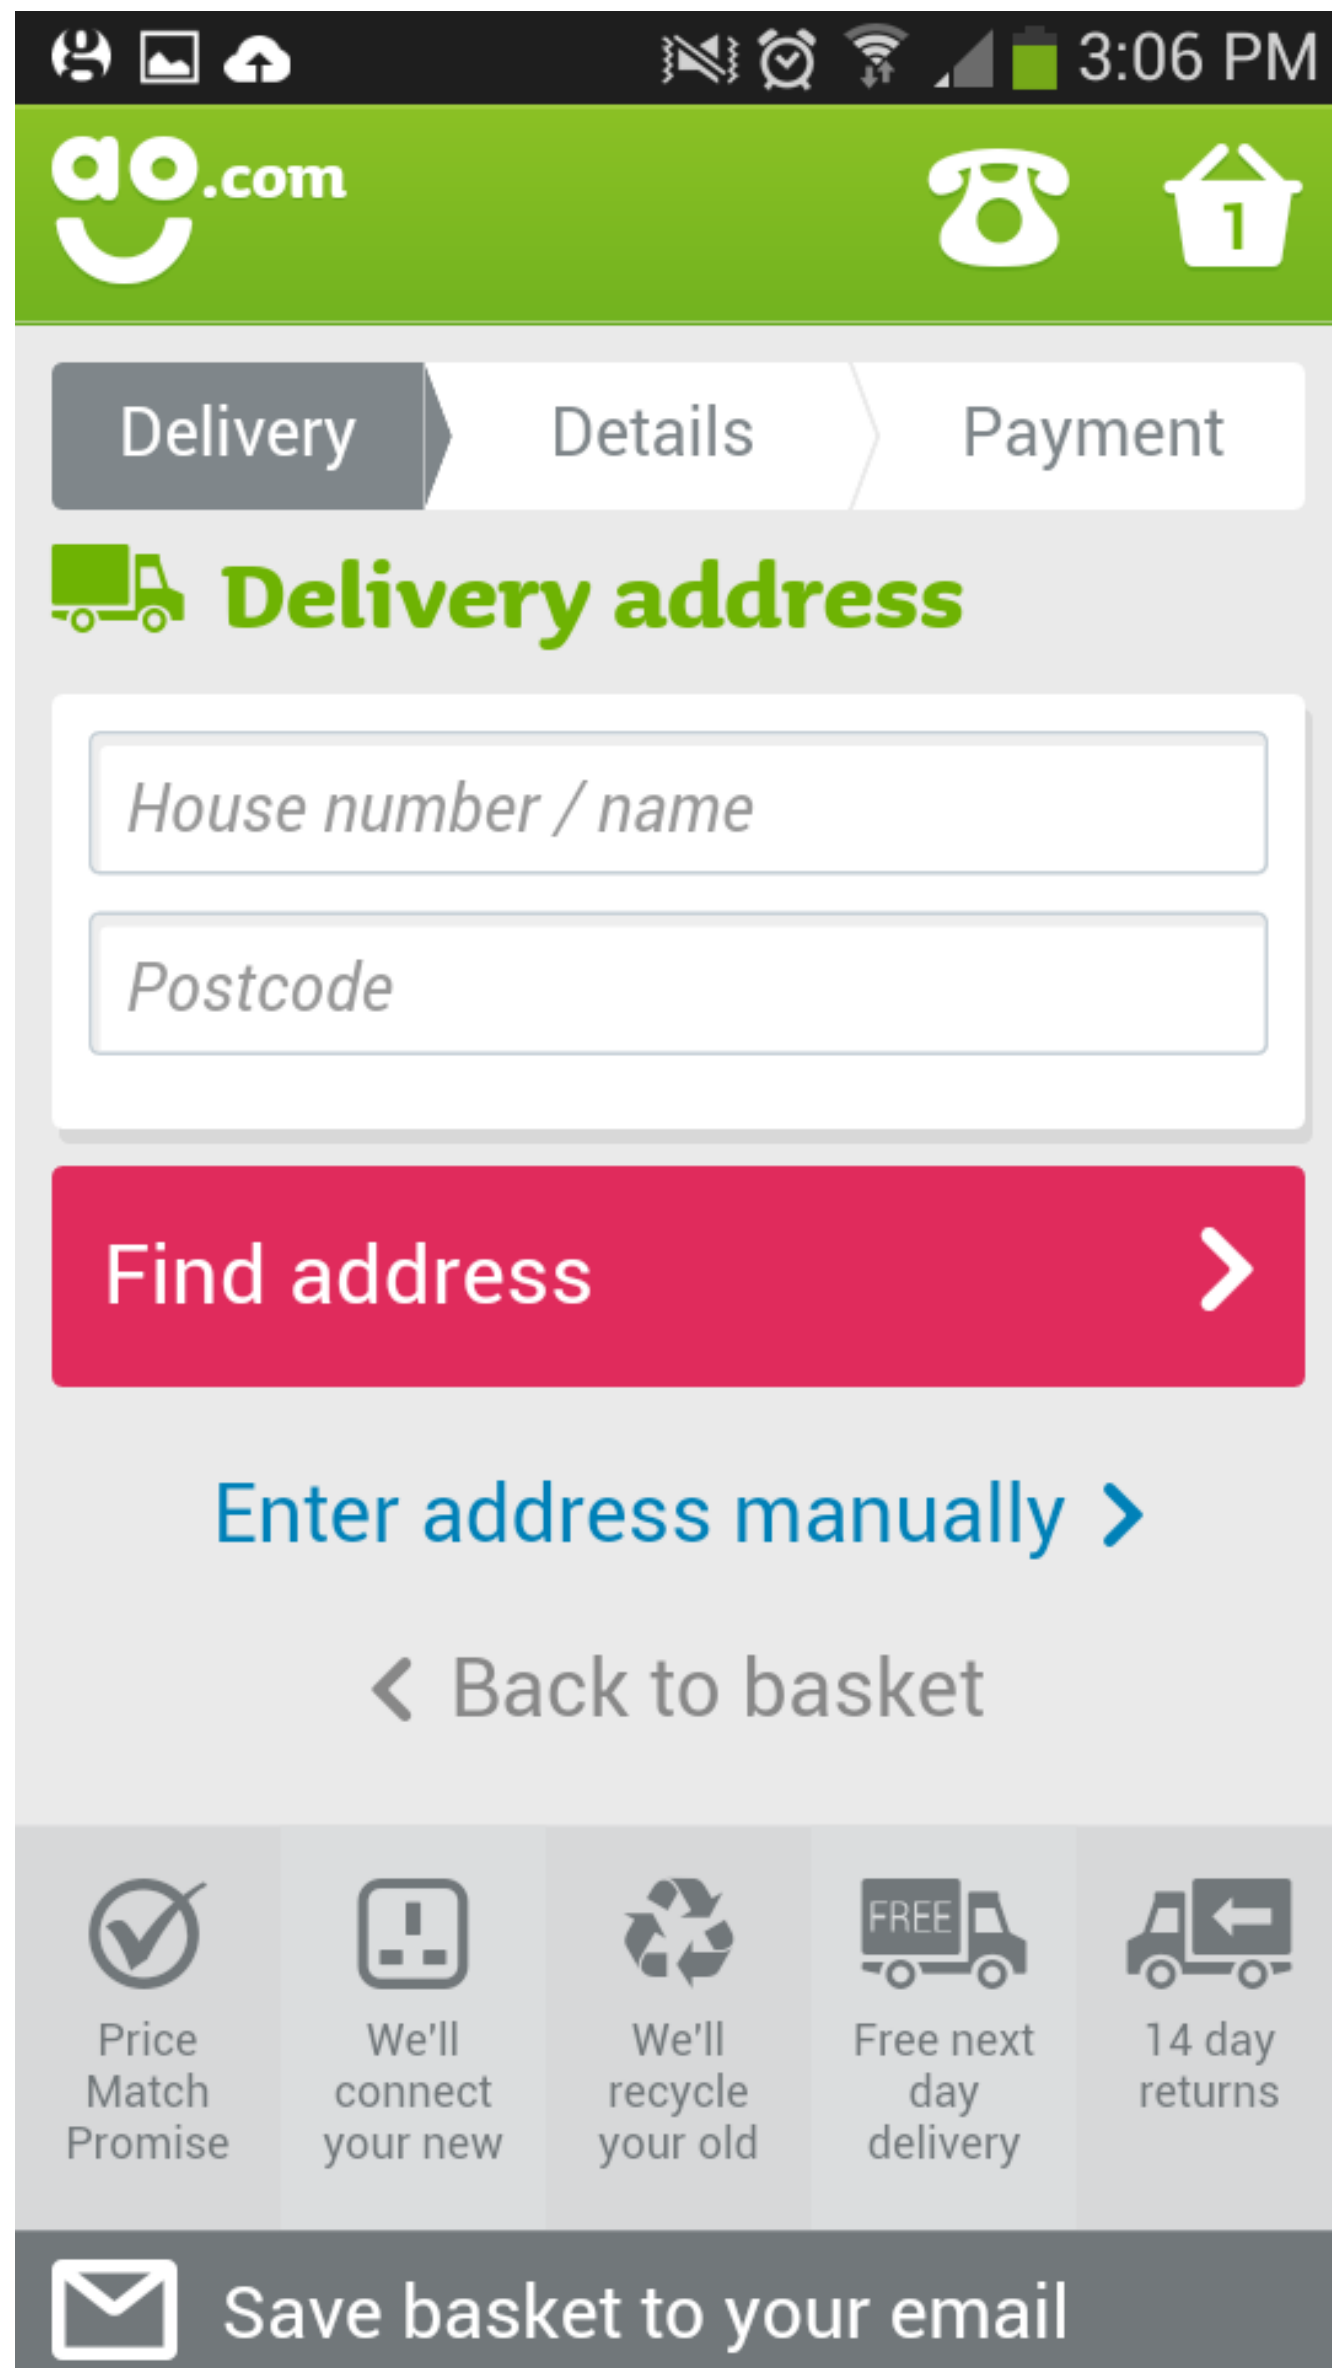 3:06 PM
ao.com
1
Delivery
Details
Payment
Delivery address
House number / name
Postcode
Find address
Enter address manually
Back to basket
FREE
Price
Match
Promise
We'll
connect
your new
We'll
recycle
your old
Free next
day
delivery
14 day
returns
Save basket to your email